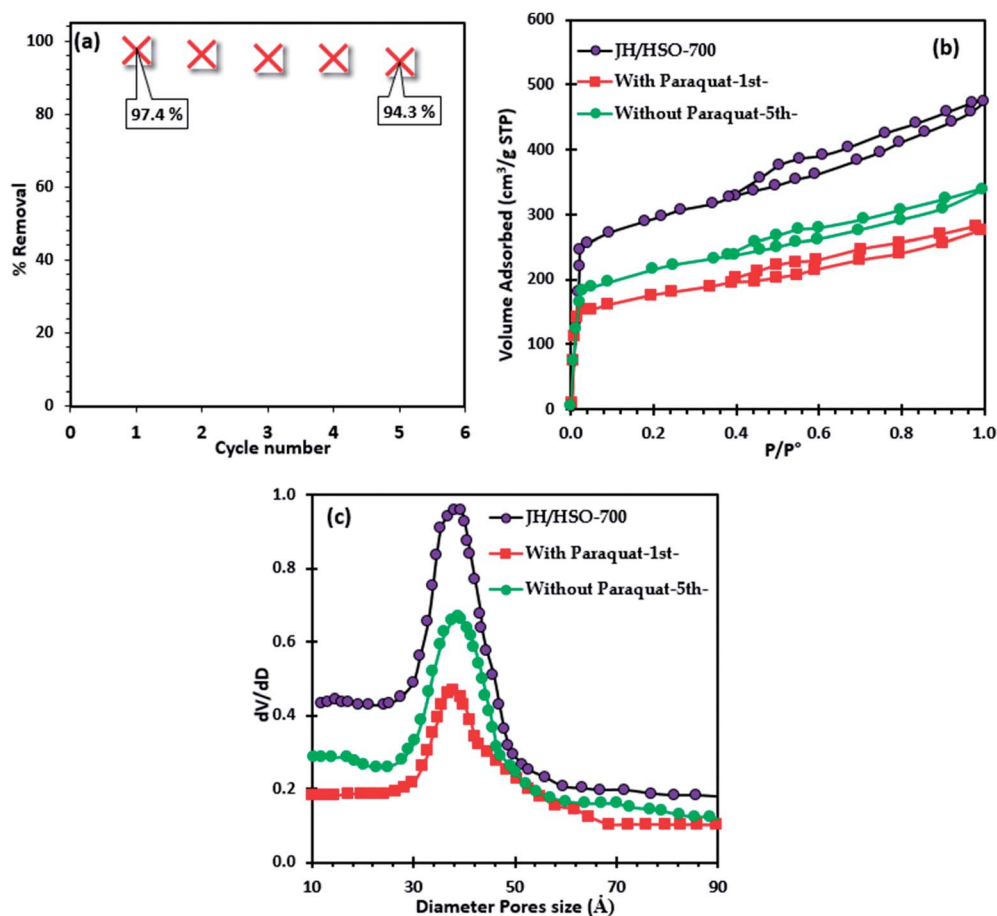 (a)
100
80
60
40
20
0
% Removal
97.4 %
94.3 %
0 1 2 3 4 5 6
Cycle number
(b)
600
500
400
300
200
100
0
Volume Adsorbed (cm³/g STP)
JH/HSO-700
With Paraquat-1st-
Without Paraquat-5th-
0.0 0.2 0.4 0.6 0.8 1.0
P/P°
(c)
1.0
0.8
0.6
0.4
0.2
0.0
dV/dD
JH/HSO-700
With Paraquat-1st-
Without Paraquat-5th-
10 30 50 70 90
Diameter Pores size (Å)